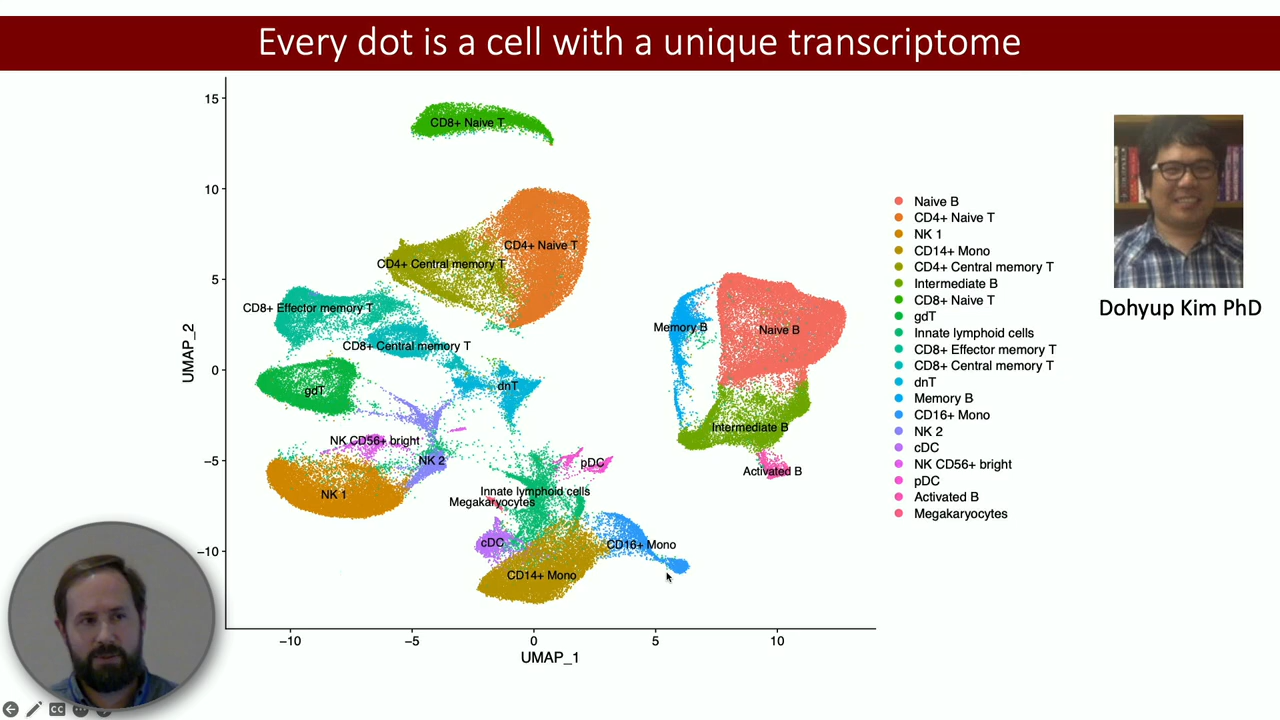 Every dot is a cell with a unique transcriptome
15
10
5
0
−5
−10
UMAP_2
CD8+ Naive T
CD4+ Naive T
CD4+ Central memory T
CD8+ Effector memory T
CD8+ Central memory T
gdT
dnT
NK CD56+ bright
NK 2
NK 1
pDC
Innate lymphoid cells
Megakaryocytes
cDC
CD16+ Mono
CD14+ Mono
Memory B
Naive B
Intermediate B
Activated B
−10
−5
0
5
10
UMAP_1
Naive B
CD4+ Naive T
NK 1
CD14+ Mono
CD4+ Central memory T
Intermediate B
CD8+ Naive T
gdT
Innate lymphoid cells
CD8+ Effector memory T
CD8+ Central memory T
dnT
Memory B
CD16+ Mono
NK 2
cDC
NK CD56+ bright
pDC
Activated B
Megakaryocytes
Dohyup Kim PhD
CC